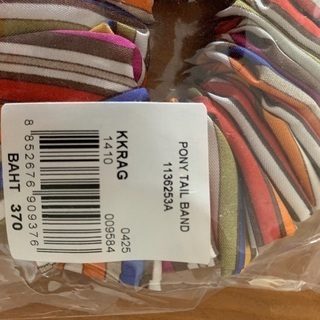 PONY TAIL BAND
1136253A
0425
009584
KKRAG
1410
8 852676 909376
BAHT 370